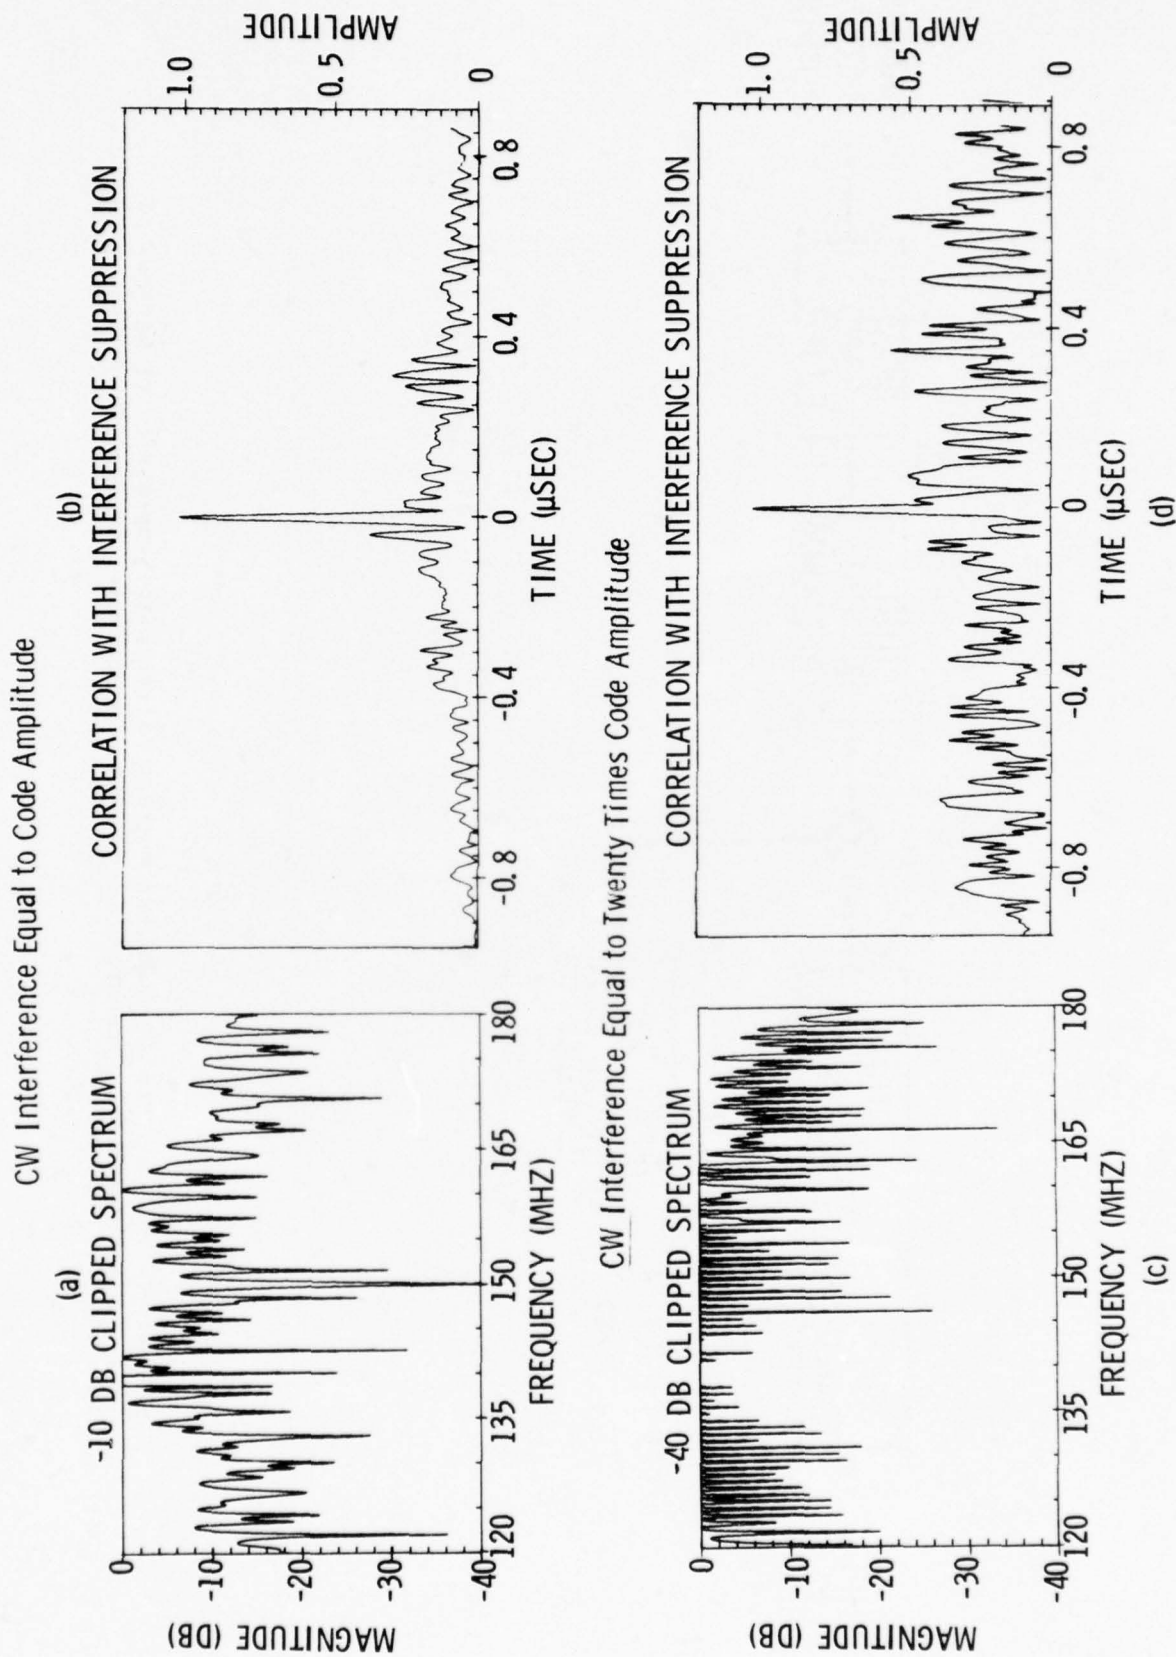 CW Interference Equal to Code Amplitude
(a)
-10 DB CLIPPED SPECTRUM
0
-10
-20
-30
-40
MAGNITUDE (DB)
120
135
150
165
180
FREQUENCY (MHZ)
(b)
CORRELATION WITH INTERFERENCE SUPPRESSION
1.0
0.5
0
AMPLITUDE
-0.8
-0.4
0
0.4
0.8
TIME (µSEC)
CW Interference Equal to Twenty Times Code Amplitude
-40 DB CLIPPED SPECTRUM
0
-10
-20
-30
-40
MAGNITUDE (DB)
120
135
150
165
180
FREQUENCY (MHZ)
(c)
CORRELATION WITH INTERFERENCE SUPPRESSION
1.0
0.5
0
AMPLITUDE
-0.8
-0.4
0
0.4
0.8
TIME (µSEC)
(d)